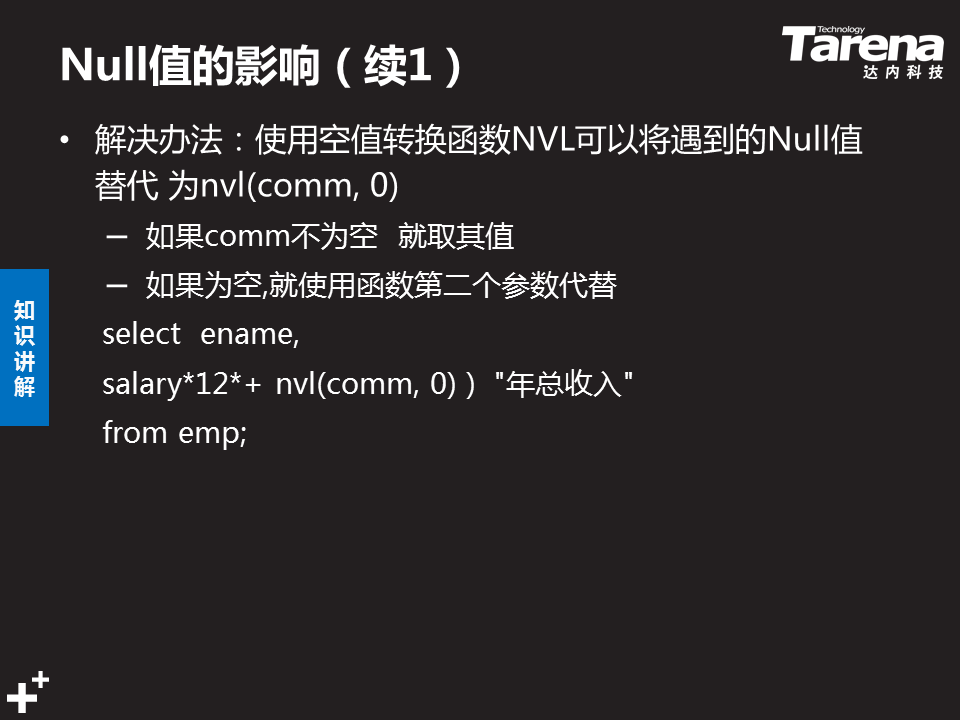 Null值的影响（续1）
Technology
Tarena
达内科技
• 解决办法：使用空值转换函数NVL可以将遇到的Null值
替代 为nvl(comm, 0)
— 如果comm不为空 就取其值
— 如果为空,就使用函数第二个参数代替
select ename,
salary*12*+ nvl(comm, 0)） "年总收入"
from emp;
知
识
讲
解